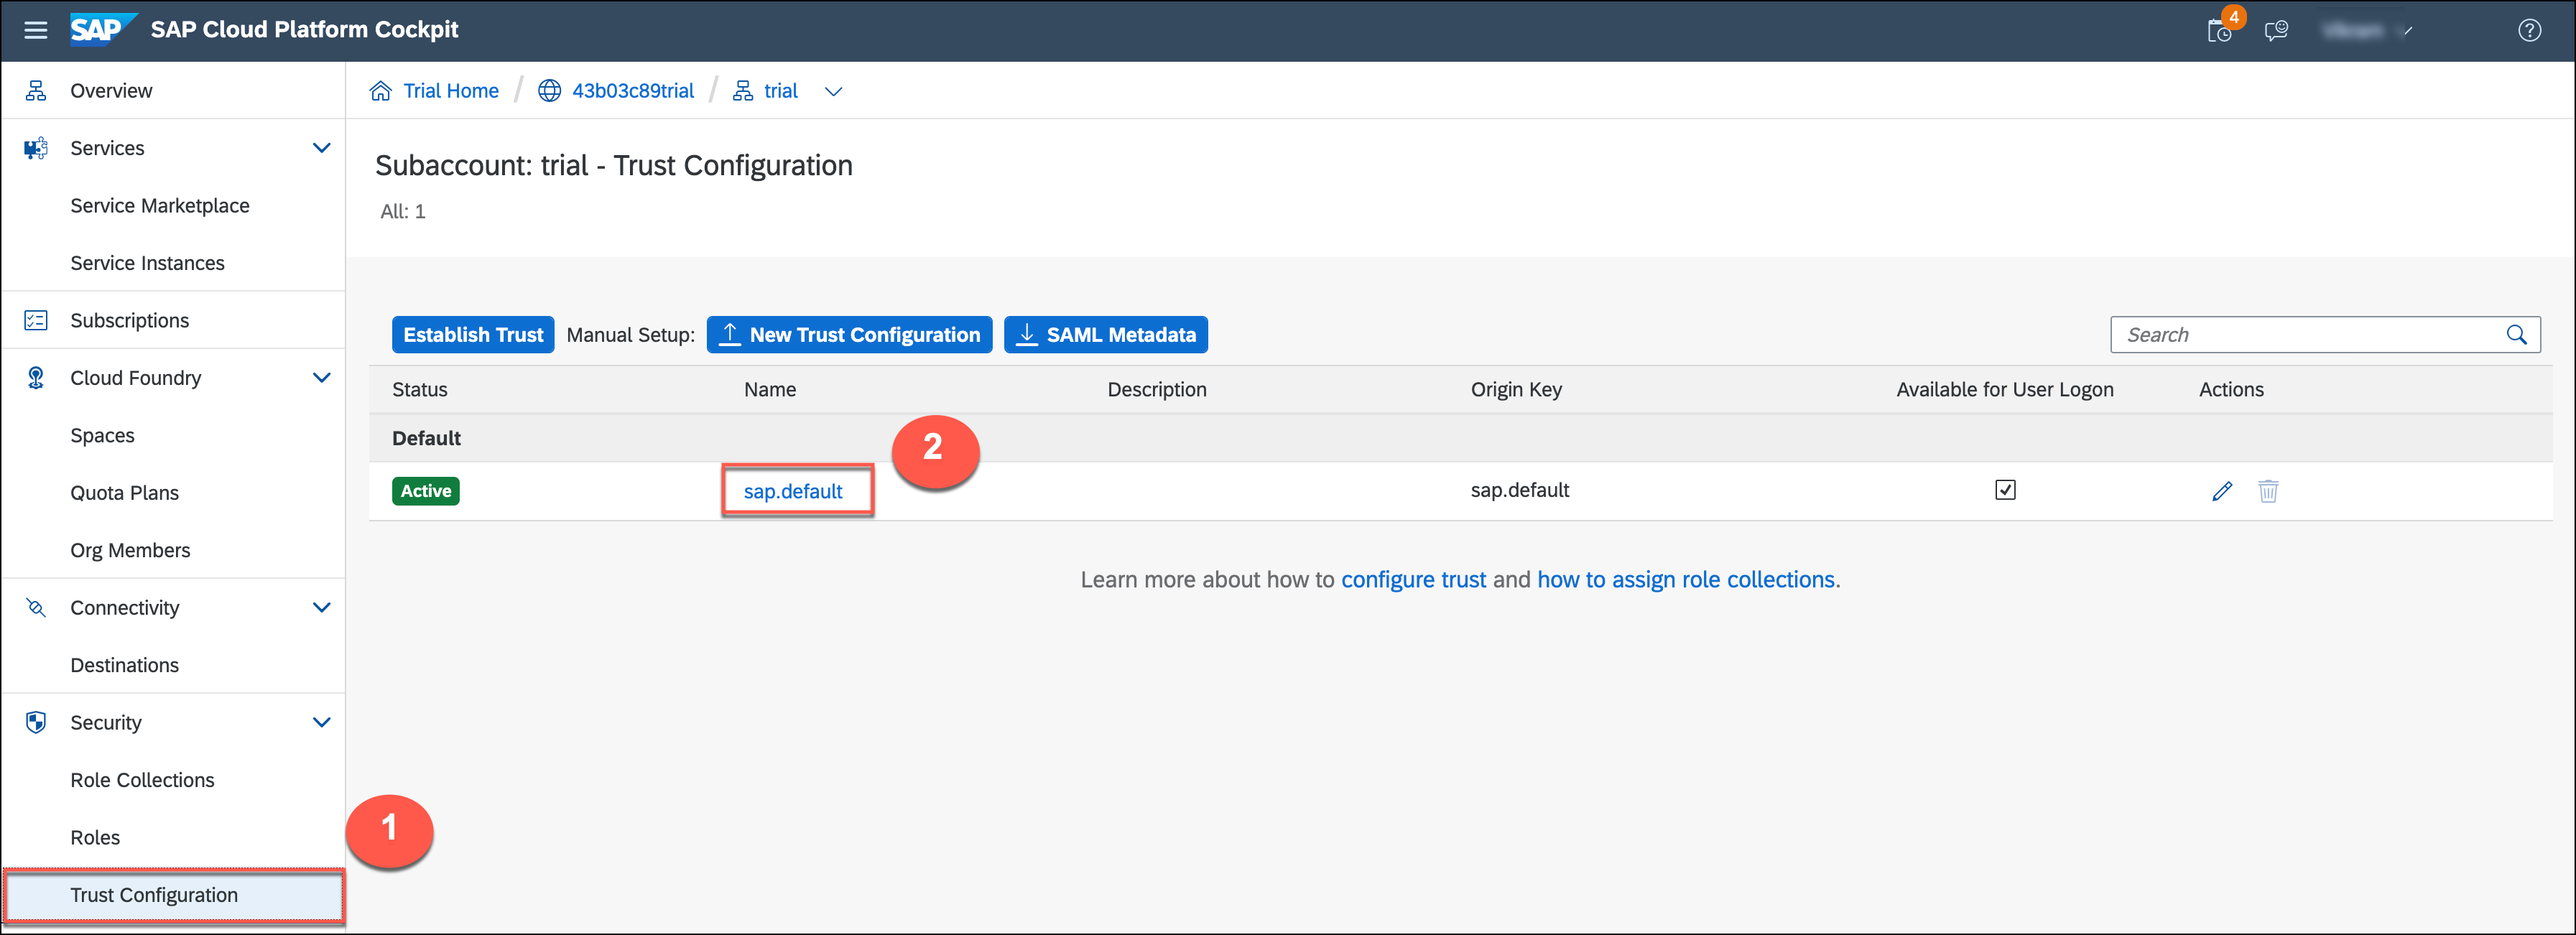 SAP SAP Cloud Platform Cockpit 4
Overview
Services
Service Marketplace
Service Instances
Subscriptions
Cloud Foundry
Spaces
Quota Plans
Org Members
Connectivity
Destinations
Security
Role Collections
Roles
Trust Configuration
1
Trial Home / 43b03c89trial / trial
Subaccount: trial - Trust Configuration
All: 1
Establish Trust Manual Setup: New Trust Configuration SAML Metadata Search
Status Name Description Origin Key Available for User Logon Actions
Default
2
Active sap.default sap.default
Learn more about how to configure trust and how to assign role collections.